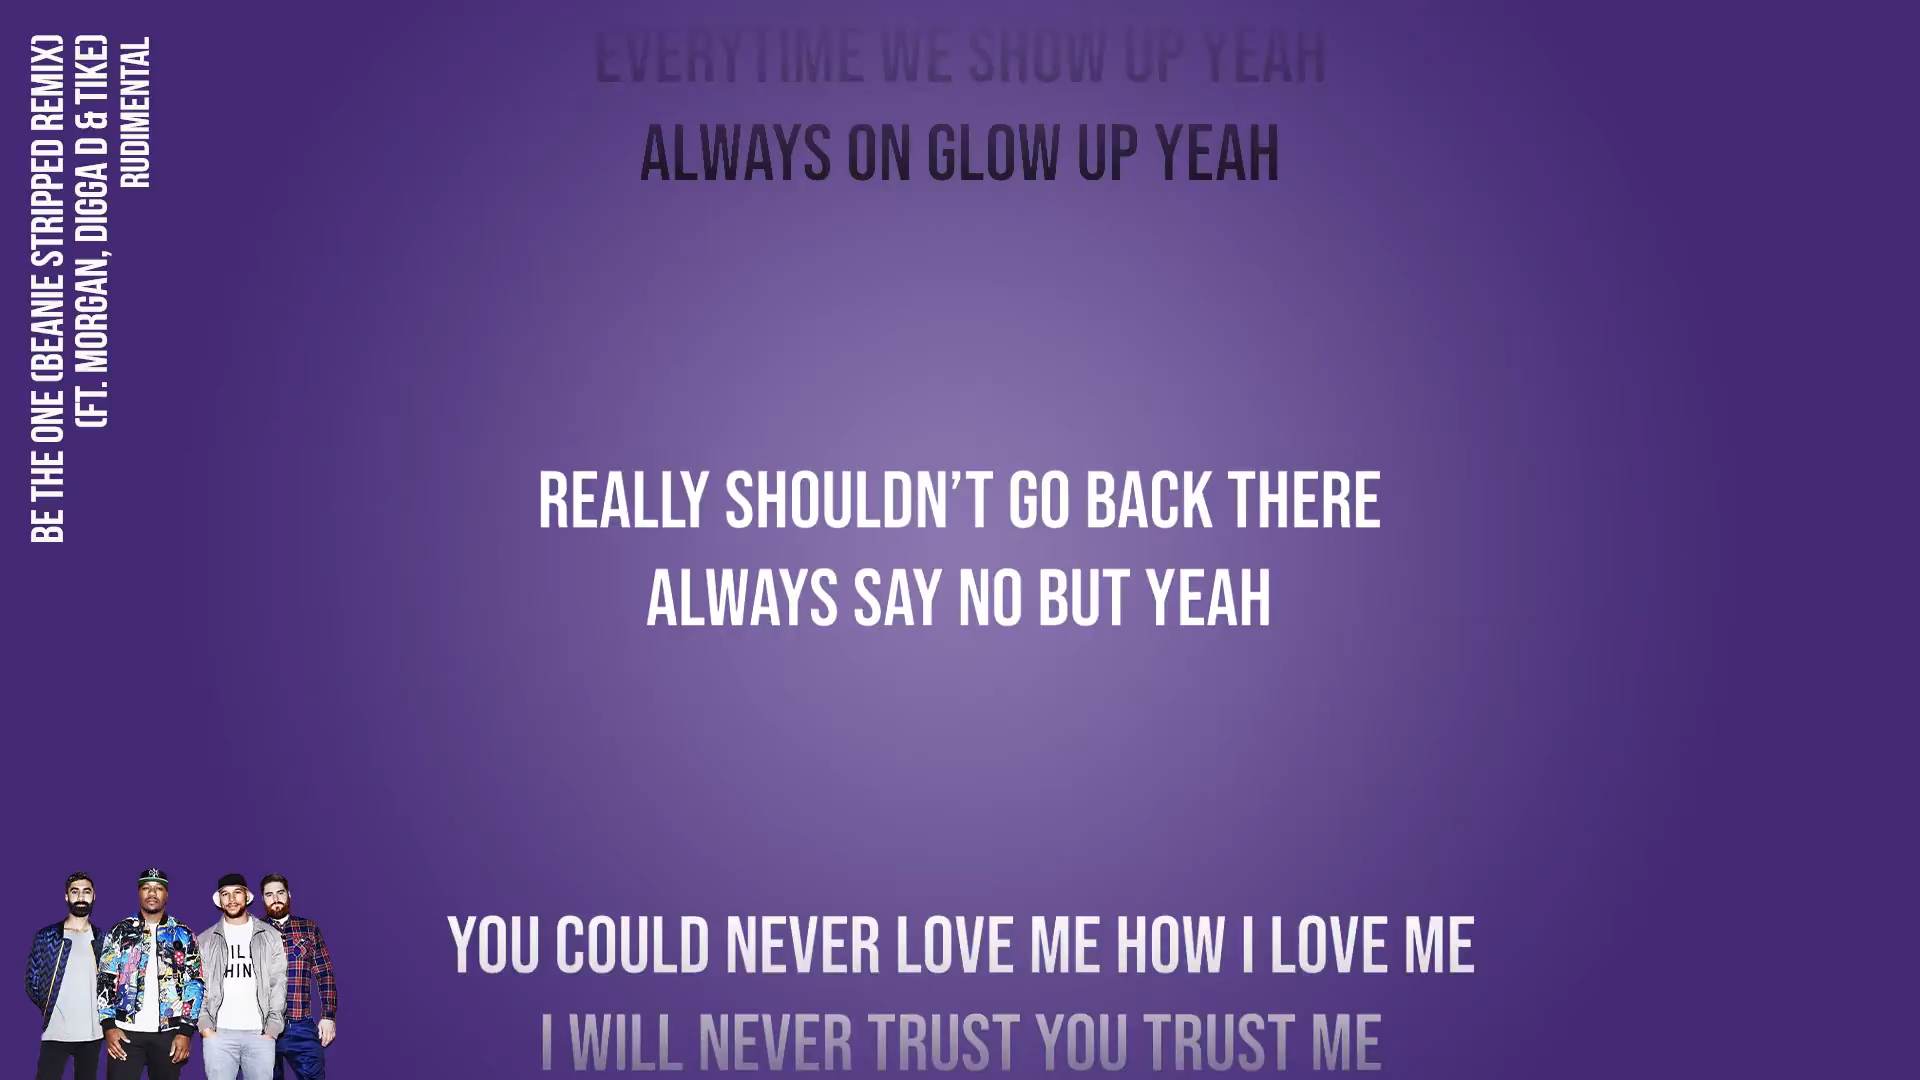 BE THE ONE (BEANIE STRIPPED REMIX)
(FT. MORGAN, DIGGA D & TIKE)
RUDIMENTAL
EVERYTIME WE SHOW UP YEAH
ALWAYS ON GLOW UP YEAH
REALLY SHOULDN'T GO BACK THERE
ALWAYS SAY NO BUT YEAH
YOU COULD NEVER LOVE ME HOW I LOVE ME
I WILL NEVER TRUST YOU TRUST ME